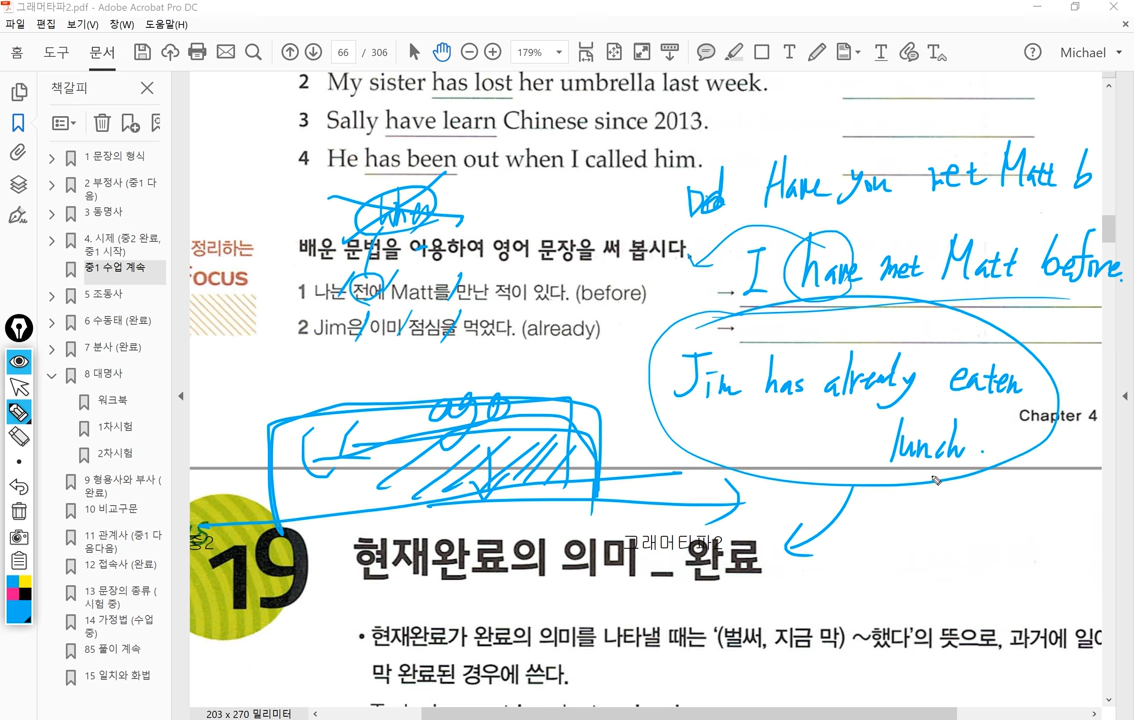 그래머타파2.pdf - Adobe Acrobat Pro DC
파일 편집 보기(V) 창(W) 도움말(H)
홈 도구 문서 66 / 306 179% Michael
책갈피
1 문장의 형식
2 부정사 (중1 다
음)
3 동명사
4. 시제 (중2 완료,
중1 시작)
중1 수업 계속
5 조동사
6 수동태 (완료)
7 분사 (완료)
8 대명사
워크북
1차시험
2차시험
9 형용사와 부사 (
완료)
10 비교구문
11 관계사 (중1 다
음다음)
12 접속사 (완료)
13 문장의 종류 (
시험 중)
14 가정법 (수업
중)
85 풀이 계속
15 일치와 화법
2 My sister has lost her umbrella last week.
3 Sally have learn Chinese since 2013.
4 He has been out when I called him.
Did Have you met Matt b
정리하는
FOCUS
배운 문법을 이용하여 영어 문장을 써 봅시다.
1 나는 전에 Matt를 만난 적이 있다. (before) →
I have met Matt before.
2 Jim은 이미 점심을 먹었다. (already) →
Jim has already eaten
lunch.
ago
Chapter 4
중2
그래머타파2
19 현재완료의 의미 _ 완료
• 현재완료가 완료의 의미를 나타낼 때는 '(벌써, 지금 막) ~했다'의 뜻으로, 과거에 일어
막 완료된 경우에 쓴다.
203 x 270 밀리미터